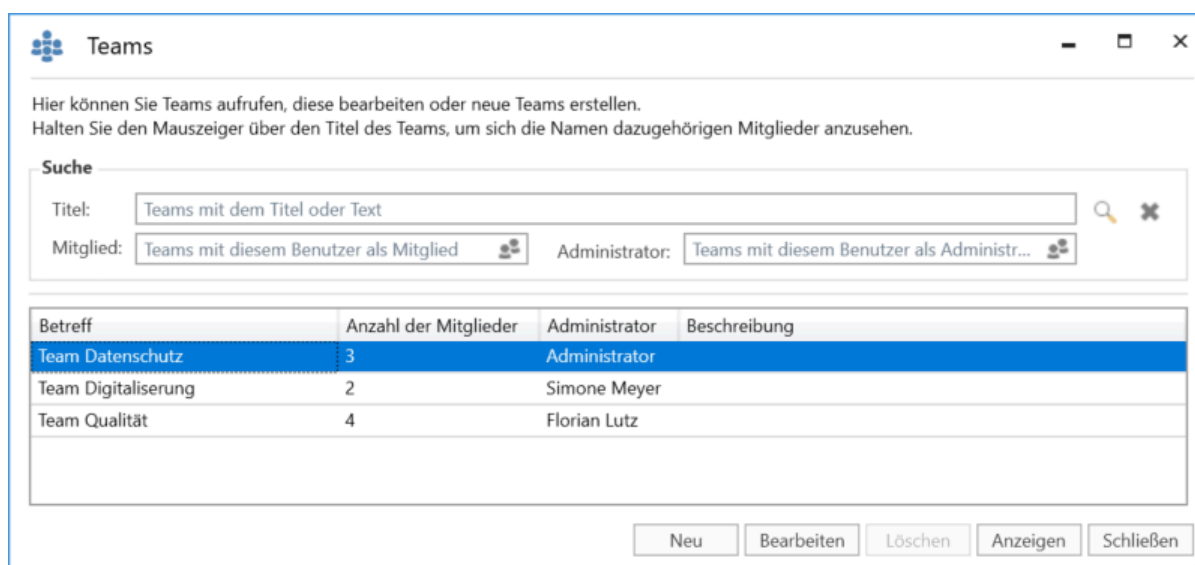 Teams
Hier können Sie Teams aufrufen, diese bearbeiten oder neue Teams erstellen.
Halten Sie den Mauszeiger über den Titel des Teams, um sich die Namen dazugehörigen Mitglieder anzusehen.
Suche
Titel: Teams mit dem Titel oder Text
Mitglied: Teams mit diesem Benutzer als Mitglied Administrator: Teams mit diesem Benutzer als Administr...
Betreff Anzahl der Mitglieder Administrator Beschreibung
Team Datenschutz 3 Administrator
Team Digitaliserung 2 Simone Meyer
Team Qualität 4 Florian Lutz
Neu Bearbeiten Löschen Anzeigen Schließen